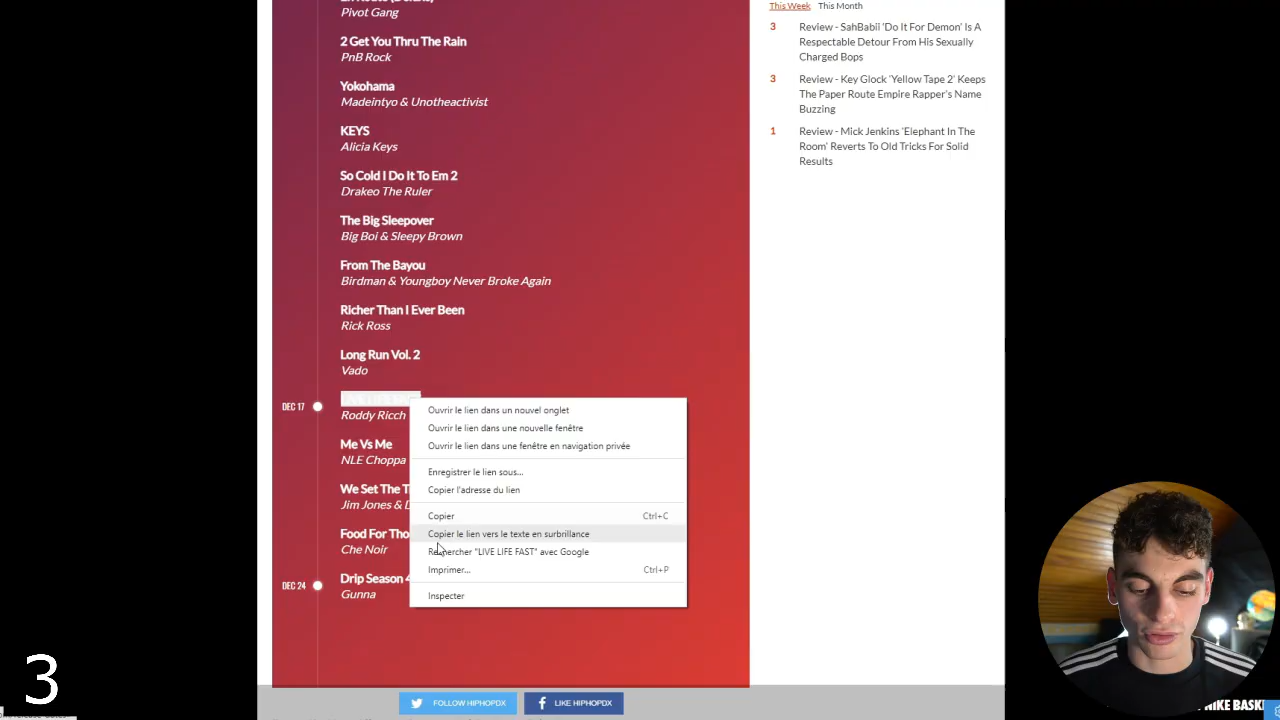 Pivot Gang
2 Get You Thru The Rain
PnB Rock
Yokohama
Madeintyo & Unotheactivist
KEYS
Alicia Keys
So Cold I Do It To Em 2
Drakeo The Ruler
The Big Sleepover
Big Boi & Sleepy Brown
From The Bayou
Birdman & Youngboy Never Broke Again
Richer Than I Ever Been
Rick Ross
Long Run Vol. 2
Vado
DEC 17
LIVE LIFE FAST
Roddy Ricch
Me Vs Me
NLE Choppa
We Set The T
Jim Jones & D
Food For Tho
Che Noir
DEC 24
Drip Season 4
Gunna
Ouvrir le lien dans un nouvel onglet
Ouvrir le lien dans une nouvelle fenêtre
Ouvrir le lien dans une fenêtre en navigation privée
Enregistrer le lien sous...
Copier l'adresse du lien
Copier Ctrl+C
Copier le lien vers le texte en surbrillance
Rechercher "LIVE LIFE FAST" avec Google
Imprimer... Ctrl+P
Inspecter
This Week This Month
3 Review - SahBabii 'Do It For Demon' Is A
Respectable Detour From His Sexually
Charged Bops
3 Review - Key Glock 'Yellow Tape 2' Keeps
The Paper Route Empire Rapper's Name
Buzzing
1 Review - Mick Jenkins 'Elephant In The
Room' Reverts To Old Tricks For Solid
Results
FOLLOW HIPHOPDX
LIKE HIPHOPDX
3